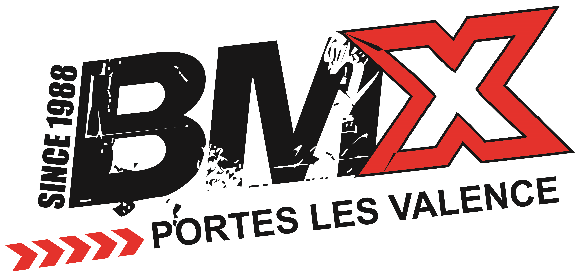 SINCE 1988
BMX
PORTES LES VALENCE